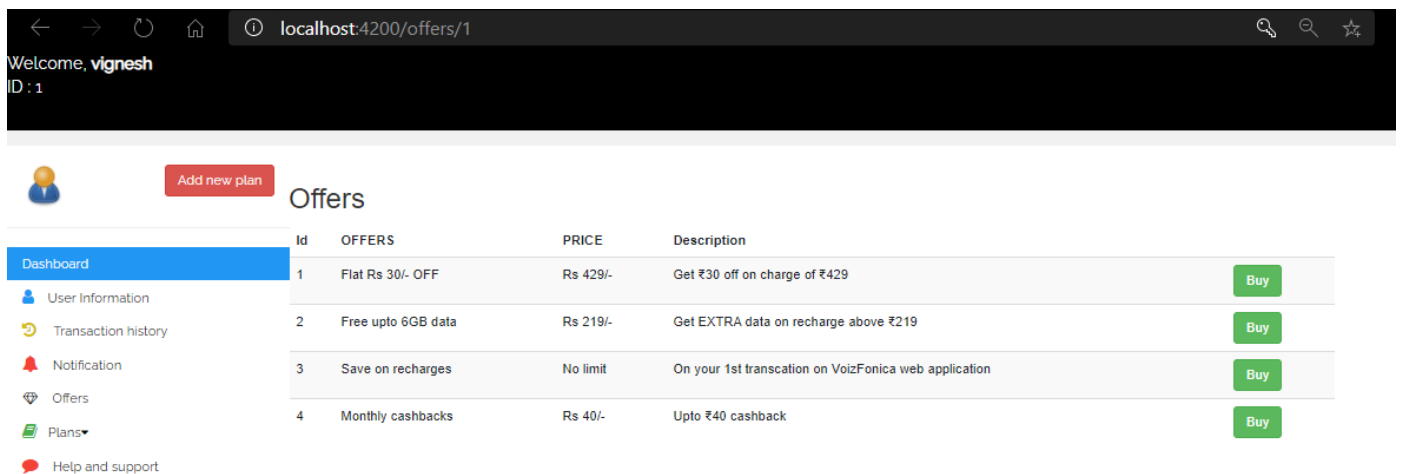 localhost:4200/offers/1
Welcome, vignesh
ID : 1
Add new plan
Dashboard
User Information
Transaction history
Notification
Offers
Plans
Help and support
Offers
Id OFFERS PRICE Description
1 Flat Rs 30/- OFF Rs 429/- Get ₹30 off on charge of ₹429 Buy
2 Free upto 6GB data Rs 219/- Get EXTRA data on recharge above ₹219 Buy
3 Save on recharges No limit On your 1st transcation on VoizFonica web application Buy
4 Monthly cashbacks Rs 40/- Upto ₹40 cashback Buy